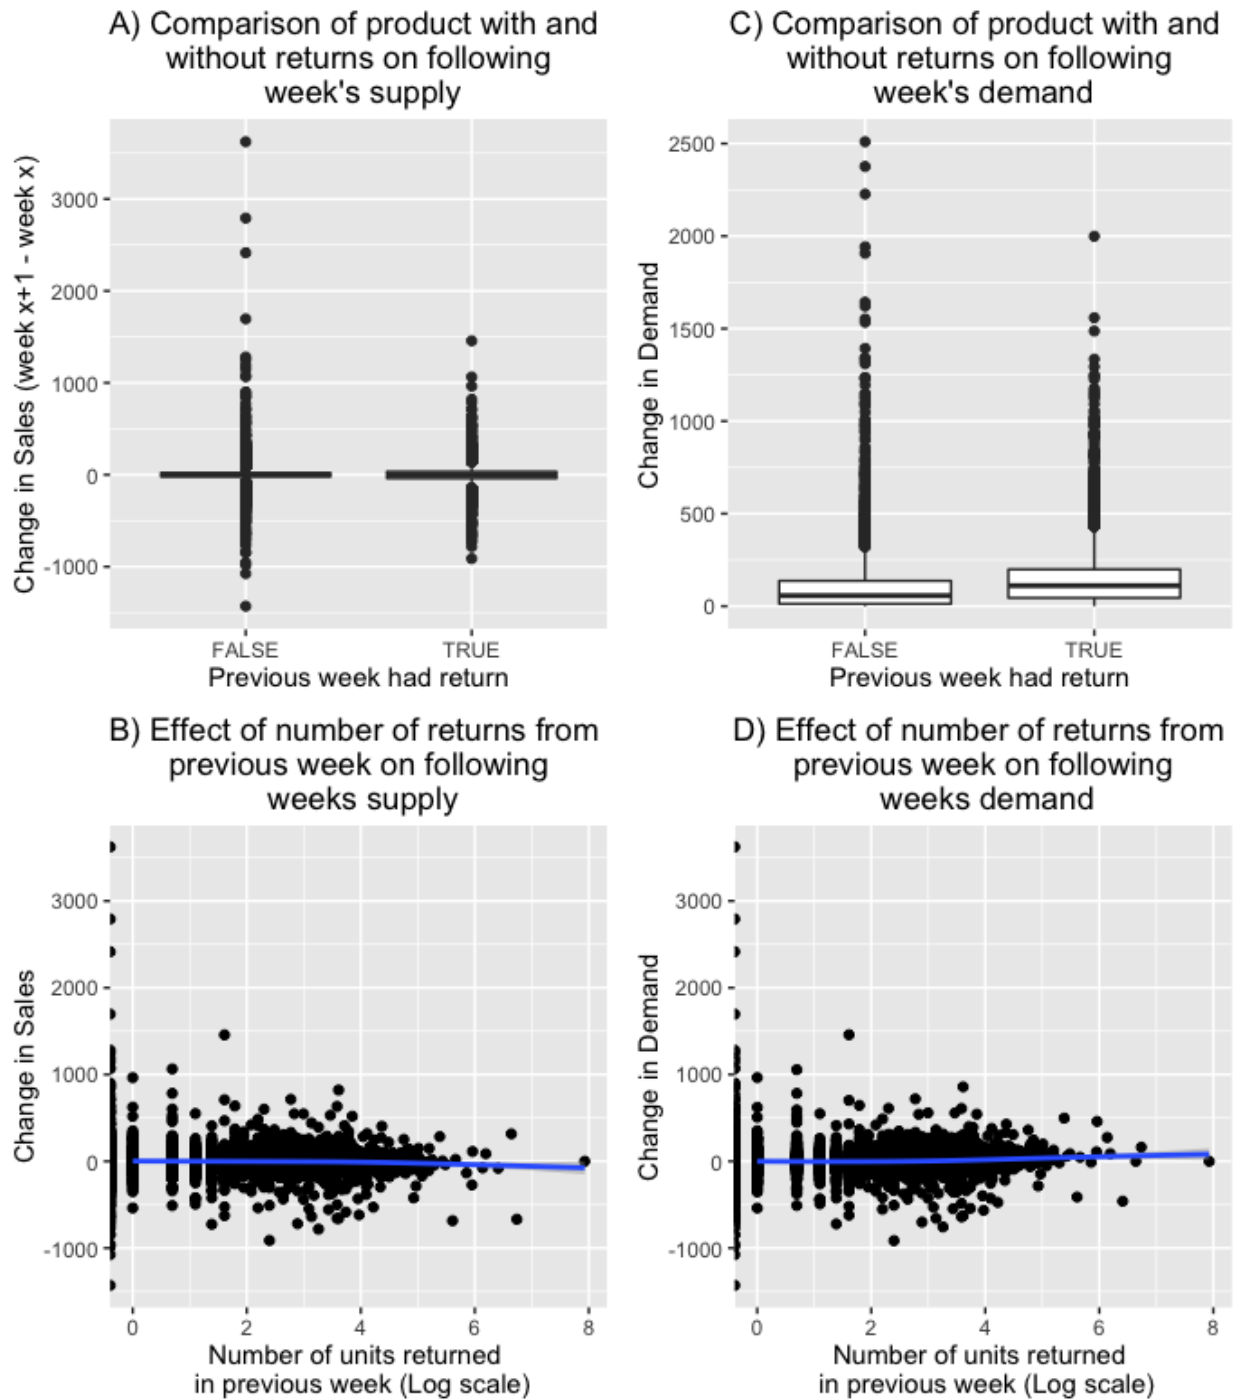 A) Comparison of product with and
without returns on following
week's supply
Change in Sales (week x+1 - week x)
3000
2000
1000
0
-1000
FALSE
TRUE
Previous week had return
C) Comparison of product with and
without returns on following
week's demand
Change in Demand
2500
2000
1500
1000
500
0
FALSE
TRUE
Previous week had return
B) Effect of number of returns from
previous week on following
weeks supply
Change in Sales
3000
2000
1000
0
-1000
0
2
4
6
8
Number of units returned
in previous week (Log scale)
D) Effect of number of returns from
previous week on following
weeks demand
Change in Demand
3000
2000
1000
0
-1000
0
2
4
6
8
Number of units returned
in previous week (Log scale)